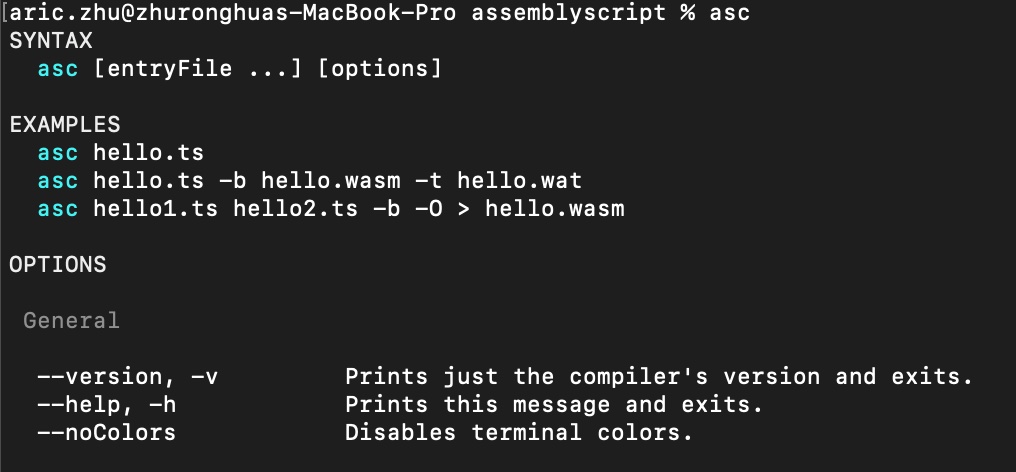 [aric.zhu@zhuronghuas-MacBook-Pro assemblyscript % asc
SYNTAX
asc [entryFile ...] [options]
EXAMPLES
asc hello.ts
asc hello.ts -b hello.wasm -t hello.wat
asc hello1.ts hello2.ts -b -O > hello.wasm
OPTIONS
General
--version, -v Prints just the compiler's version and exits.
--help, -h Prints this message and exits.
--noColors Disables terminal colors.